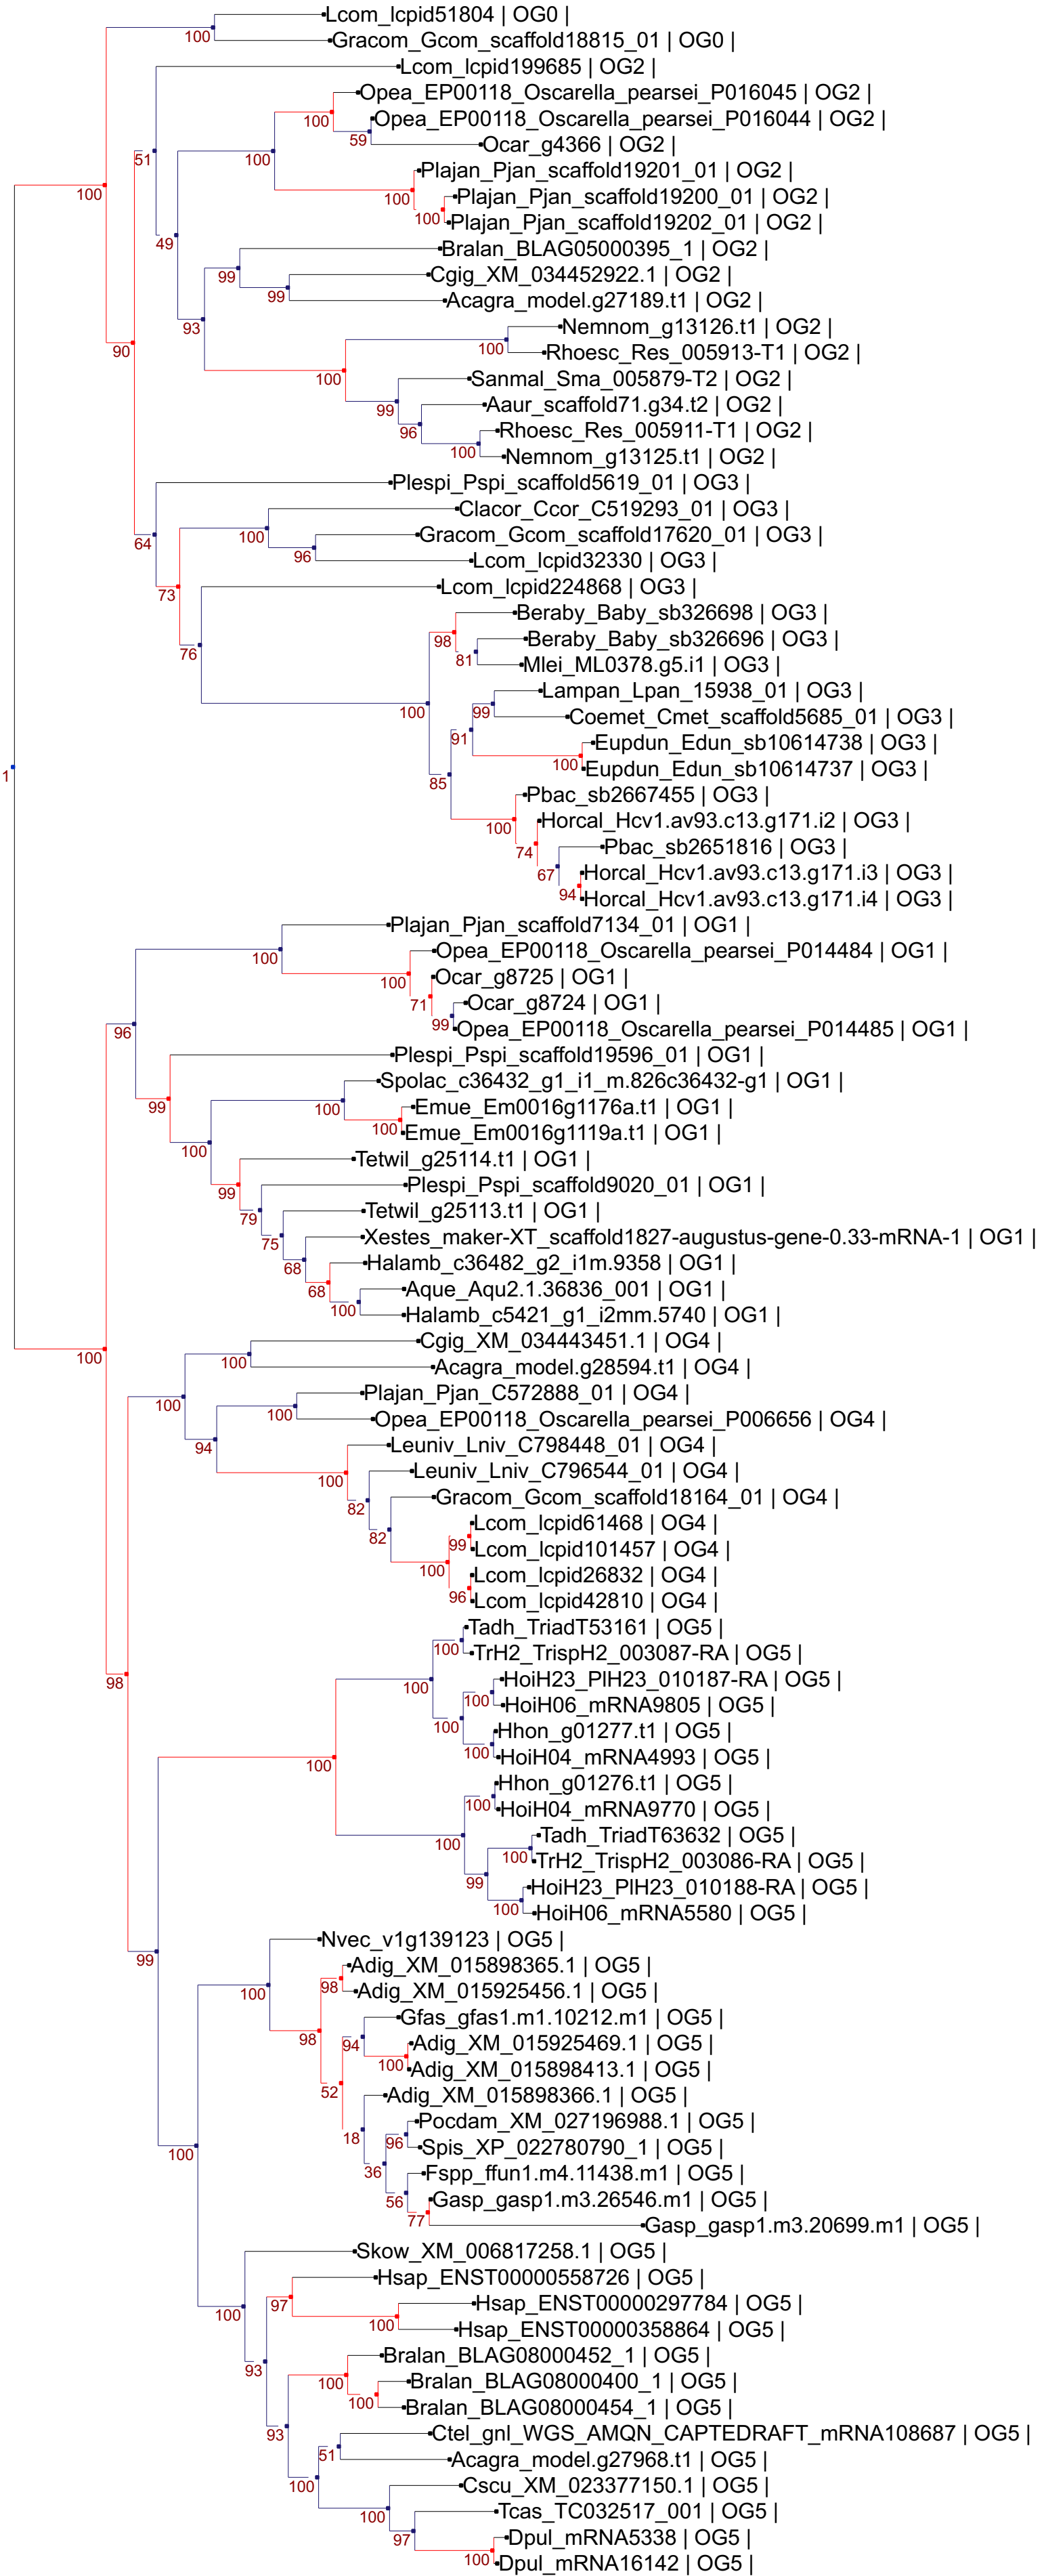 Lcom_lcpid51804 | OG0 |
100
Gracom_Gcom_scaffold18815_01 | OG0 |
Lcom_lcpid199685 | OG2 |
Opea_EP00118_Oscarella_pearsei_P016045 | OG2 |
100
Opea_EP00118_Oscarella_pearsei_P016044 | OG2 |
59
Ocar_g4366 | OG2 |
51
100
Plajan_Pjan_scaffold19201_01 | OG2 |
100
100
Plajan_Pjan_scaffold19200_01 | OG2 |
100
Plajan_Pjan_scaffold19202_01 | OG2 |
49
Bralan_BLAG05000395_1 | OG2 |
99
Cgig_XM_034452922.1 | OG2 |
99
Acagra_model.g27189.t1 | OG2 |
93
Nemnom_g13126.t1 | OG2 |
100
Rhoesc_Res_005913-T1 | OG2 |
90
100
Sanmal_Sma_005879-T2 | OG2 |
99
Aaur_scaffold71.g34.t2 | OG2 |
96
Rhoesc_Res_005911-T1 | OG2 |
100
Nemnom_g13125.t1 | OG2 |
Plespi_Pspi_scaffold5619_01 | OG3 |
Clacor_Ccor_C519293_01 | OG3 |
100
Gracom_Gcom_scaffold17620_01 | OG3 |
64
96
Lcom_lcpid32330 | OG3 |
73
Lcom_lcpid224868 | OG3 |
Beraby_Baby_sb326698 | OG3 |
98
Beraby_Baby_sb326696 | OG3 |
76
81
Mlei_ML0378.g5.i1 | OG3 |
Lampan_Lpan_15938_01 | OG3 |
100
99
Coemet_Cmet_scaffold5685_01 | OG3 |
91
Eupdun_Edun_sb10614738 | OG3 |
100
Eupdun_Edun_sb10614737 | OG3 |
1
85
Pbac_sb2667455 | OG3 |
100
Horcal_Hcv1.av93.c13.g171.i2 | OG3 |
74
Pbac_sb2651816 | OG3 |
67
Horcal_Hcv1.av93.c13.g171.i3 | OG3 |
94
Horcal_Hcv1.av93.c13.g171.i4 | OG3 |
Plajan_Pjan_scaffold7134_01 | OG1 |
100
Opea_EP00118_Oscarella_pearsei_P014484 | OG1 |
100
Ocar_g8725 | OG1 |
71
Ocar_g8724 | OG1 |
96
99
Opea_EP00118_Oscarella_pearsei_P014485 | OG1 |
Plespi_Pspi_scaffold19596_01 | OG1 |
Spolac_c36432_g1_i1_m.826c36432-g1 | OG1 |
99
100
Emue_Em0016g1176a.t1 | OG1 |
100
Emue_Em0016g1119a.t1 | OG1 |
100
Tetwil_g25114.t1 | OG1 |
99
Plespi_Pspi_scaffold9020_01 | OG1 |
79
Tetwil_g25113.t1 | OG1 |
75
Xestes_maker-XT_scaffold1827-augustus-gene-0.33-mRNA-1 | OG1 |
68
Halamb_c36482_g2_i1m.9358 | OG1 |
68
Aque_Aqu2.1.36836_001 | OG1 |
100
Halamb_c5421_g1_i2mm.5740 | OG1 |
Cgig_XM_034443451.1 | OG4 |
100
100
Acagra_model.g28594.t1 | OG4 |
Plajan_Pjan_C572888_01 | OG4 |
100
100
Opea_EP00118_Oscarella_pearsei_P006656 | OG4 |
94
Leuniv_Lniv_C798448_01 | OG4 |
100
Leuniv_Lniv_C796544_01 | OG4 |
82
Gracom_Gcom_scaffold18164_01 | OG4 |
82
Lcom_lcpid61468 | OG4 |
99
Lcom_lcpid101457 | OG4 |
100
Lcom_lcpid26832 | OG4 |
96
Lcom_lcpid42810 | OG4 |
Tadh_TriadT53161 | OG5 |
100
TrH2_TrispH2_003087-RA | OG5 |
98
100
HoiH23_PlH23_010187-RA | OG5 |
100
HoiH06_mRNA9805 | OG5 |
100
Hhon_g01277.t1 | OG5 |
100
HoiH04_mRNA4993 | OG5 |
100
Hhon_g01276.t1 | OG5 |
100
HoiH04_mRNA9770 | OG5 |
100
Tadh_TriadT63632 | OG5 |
100
TrH2_TrispH2_003086-RA | OG5 |
99
HoiH23_PlH23_010188-RA | OG5 |
100
HoiH06_mRNA5580 | OG5 |
Nvec_v1g139123 | OG5 |
99
Adig_XM_015898365.1 | OG5 |
98
100
Adig_XM_015925456.1 | OG5 |
Gfas_gfas1.m1.10212.m1 | OG5 |
98
94
Adig_XM_015925469.1 | OG5 |
100
Adig_XM_015898413.1 | OG5 |
52
Adig_XM_015898366.1 | OG5 |
Pocdam_XM_027196988.1 | OG5 |
18
96
Spis_XP_022780790_1 | OG5 |
100
36
Fspp_ffun1.m4.11438.m1 | OG5 |
56
Gasp_gasp1.m3.26546.m1 | OG5 |
77
Gasp_gasp1.m3.20699.m1 | OG5 |
Skow_XM_006817258.1 | OG5 |
Hsap_ENST00000558726 | OG5 |
97
Hsap_ENST00000297784 | OG5 |
100
100
Hsap_ENST00000358864 | OG5 |
Bralan_BLAG08000452_1 | OG5 |
93
100
Bralan_BLAG08000400_1 | OG5 |
100
Bralan_BLAG08000454_1 | OG5 |
93
Ctel_gnl_WGS_AMQN_CAPTEDRAFT_mRNA108687 | OG5 |
51
Acagra_model.g27968.t1 | OG5 |
100
Cscu_XM_023377150.1 | OG5 |
100
Tcas_TC032517_001 | OG5 |
97
Dpul_mRNA5338 | OG5 |
100
Dpul_mRNA16142 | OG5 |